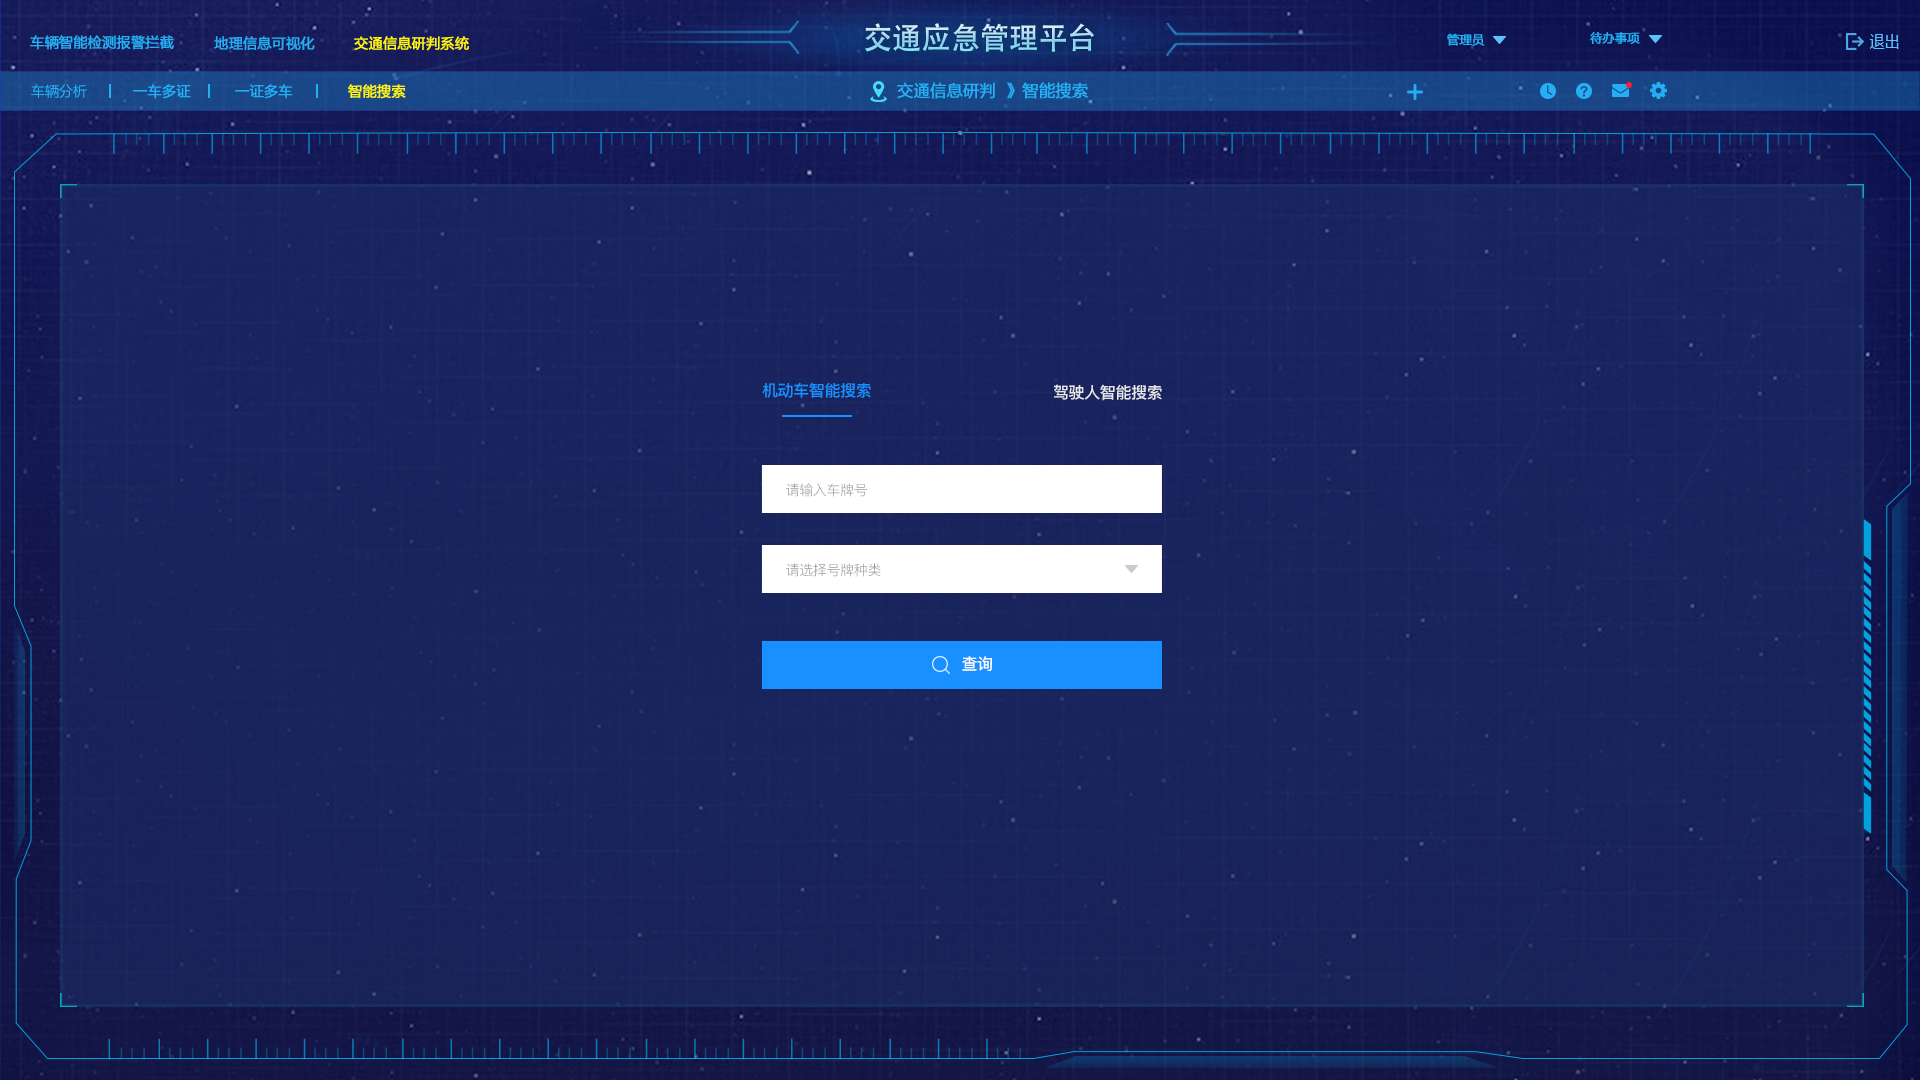 车辆智能检测报警拦截 地理信息可视化 交通信息研判系统 交通应急管理平台 管理员 待办事项 退出
车辆分析 一车多证 一证多车 智能搜索 交通信息研判 》智能搜索
机动车智能搜索 驾驶人智能搜索
请输入车牌号
请选择号牌种类
查询